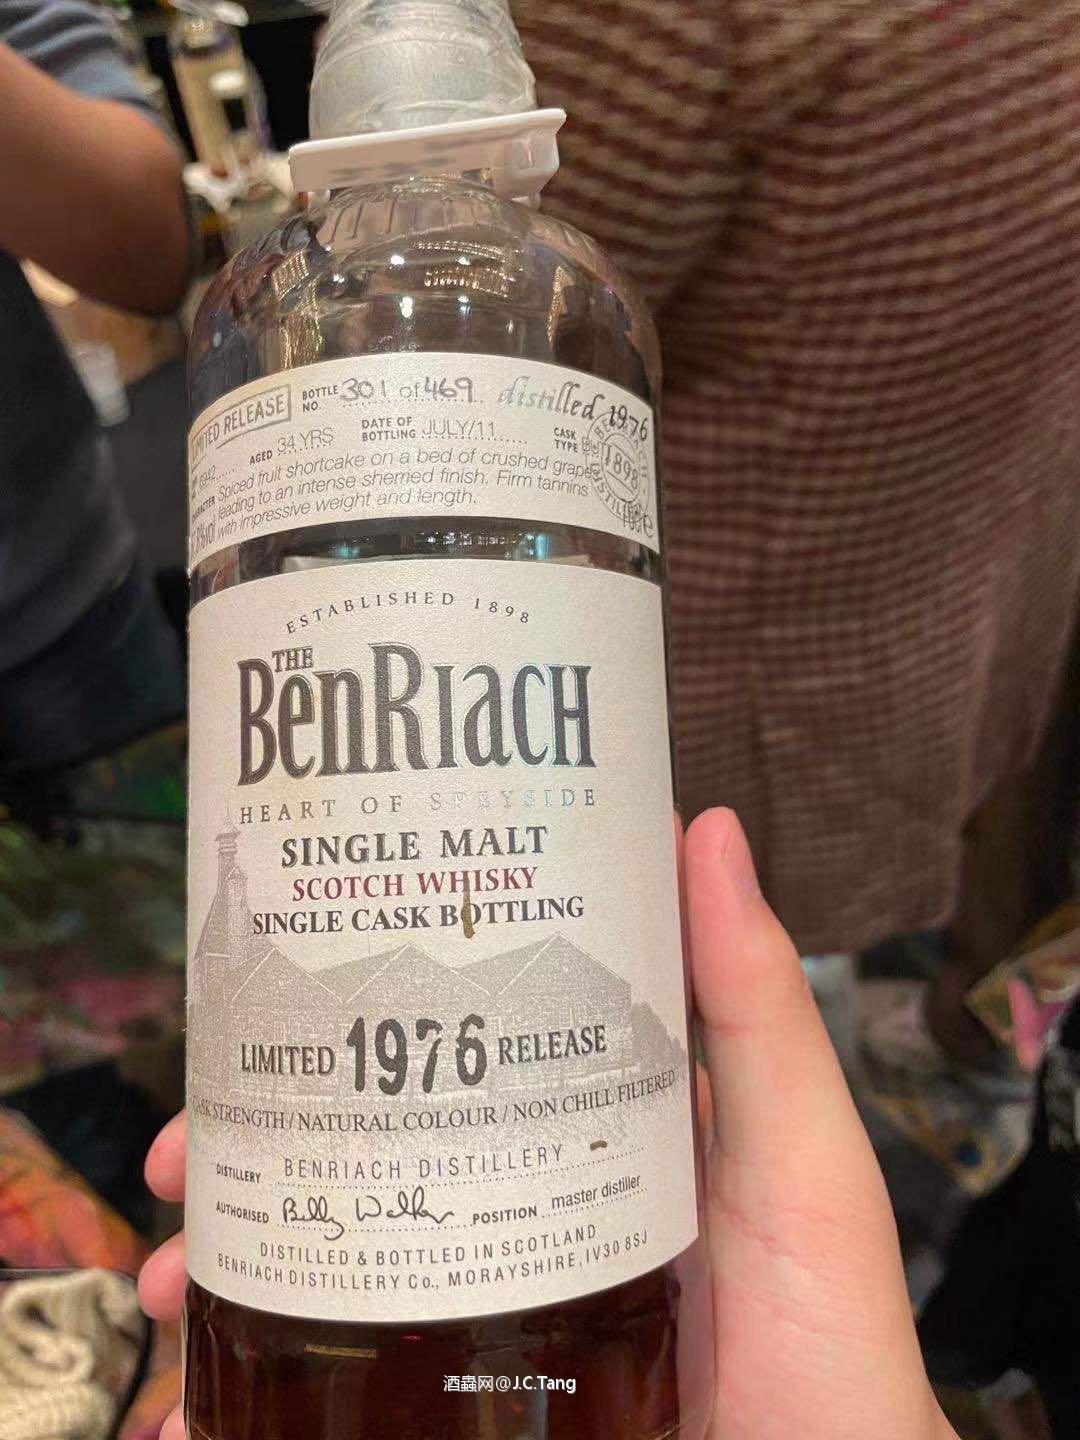 LIMITED RELEASE
BOTTLE NO. 301 of 469
distilled 1976
AGED 34 YRS
DATE OF BOTTLING JULY/11
CASK TYPE
6942
CHARACTER Spiced fruit shortcake on a bed of crushed grape
leading to an intense sherried finish. Firm tannins
with impressive weight and length.
1898
ESTABLISHED 1898
THE
BENRIACH
HEART OF SPEYSIDE
SINGLE MALT
SCOTCH WHISKY
SINGLE CASK BOTTLING
LIMITED 1976 RELEASE
CASK STRENGTH / NATURAL COLOUR / NON CHILL FILTERED
DISTILLERY BENRIACH DISTILLERY
AUTHORISED Billy Walker POSITION master distiller
DISTILLED & BOTTLED IN SCOTLAND
BENRIACH DISTILLERY Co., MORAYSHIRE, IV30 8SJ
酒蟲网@J.C.Tang